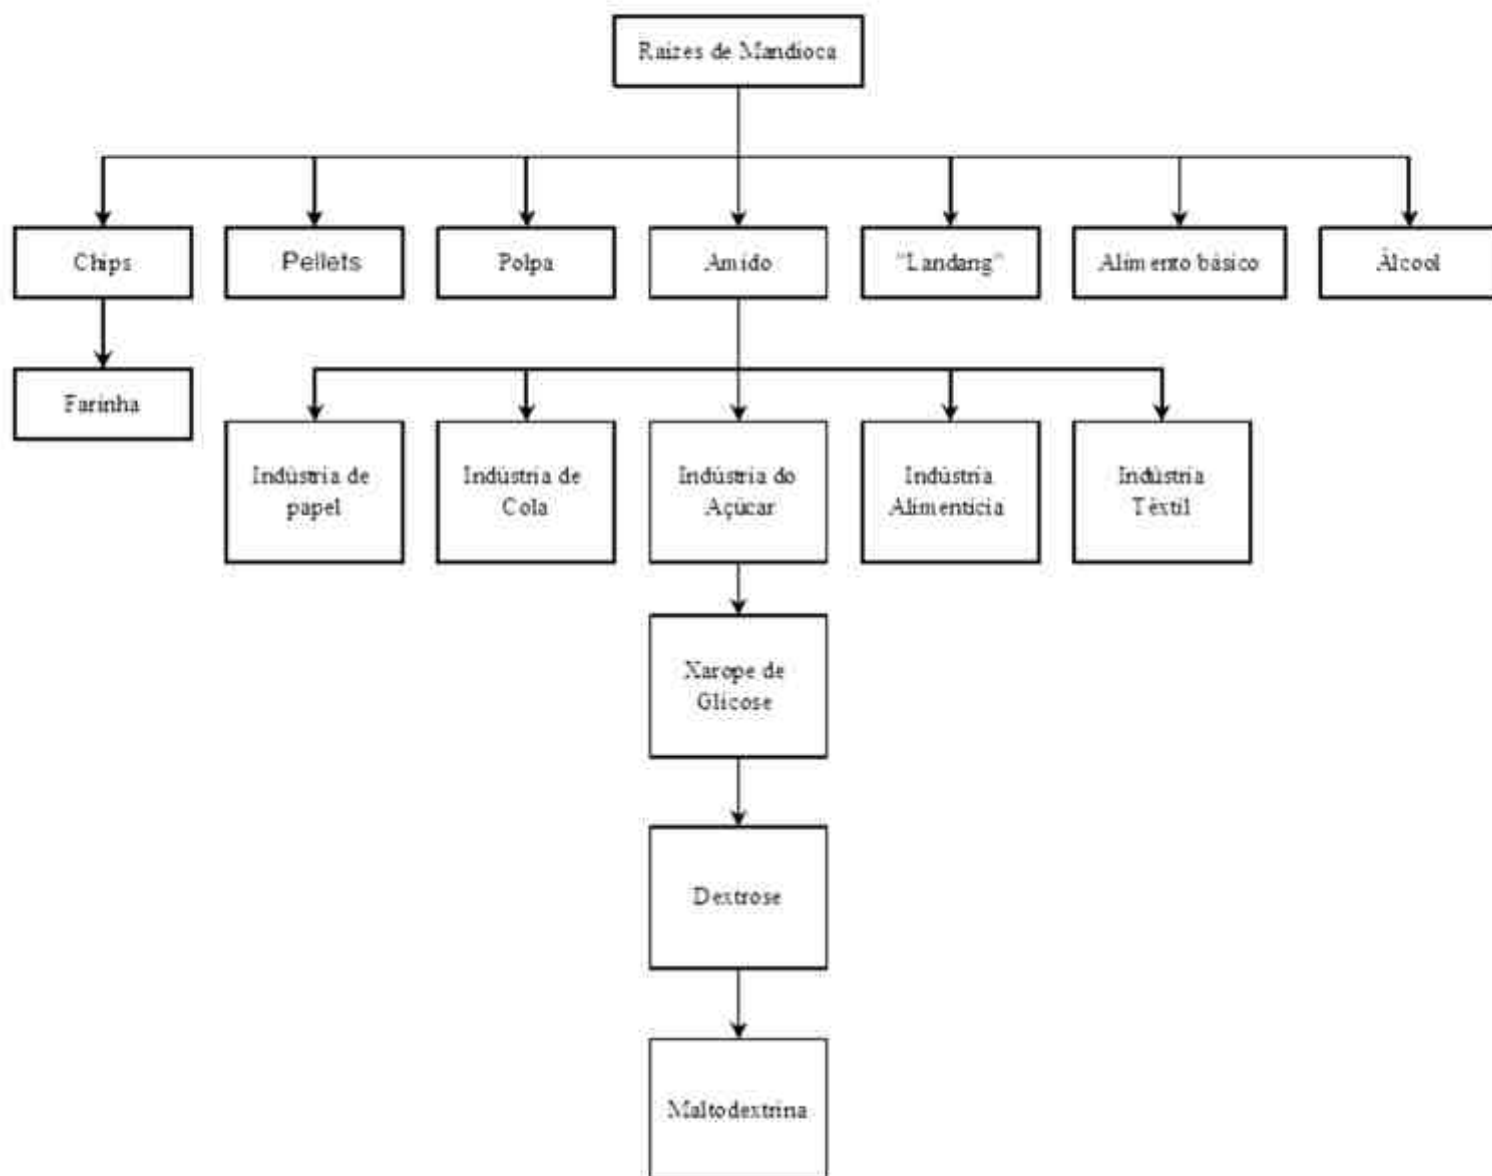 Raízes de Mandioca
Chips
Pellets
Polpa
Amido
"Landang"
Alimento básico
Álcool
Farinha
Indústria de
papel
Indústria de
Cola
Indústria do
Açúcar
Indústria
Alimentícia
Indústria
Têxtil
Xarope de
Glicose
Dextrose
Maltodextrina